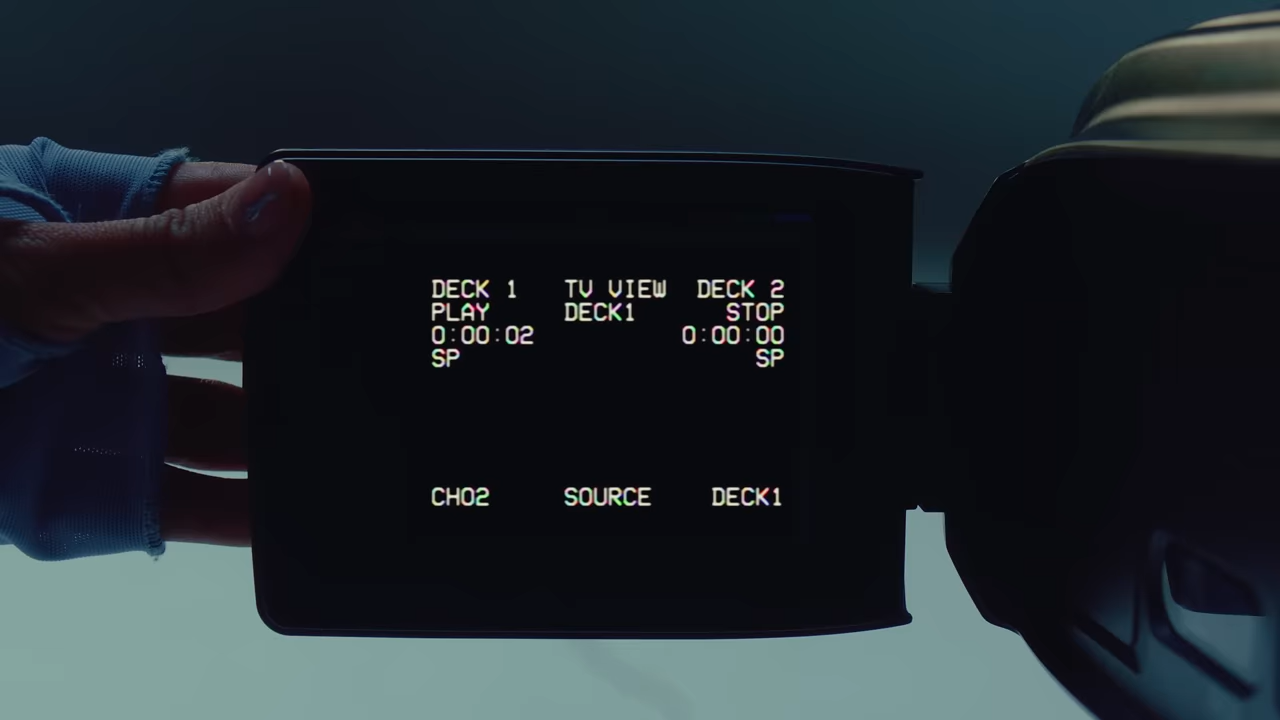 DECK 1 TV VIEW DECK 2
PLAY DECK1 STOP
0:00:02 0:00:00
SP SP
CH02 SOURCE DECK1